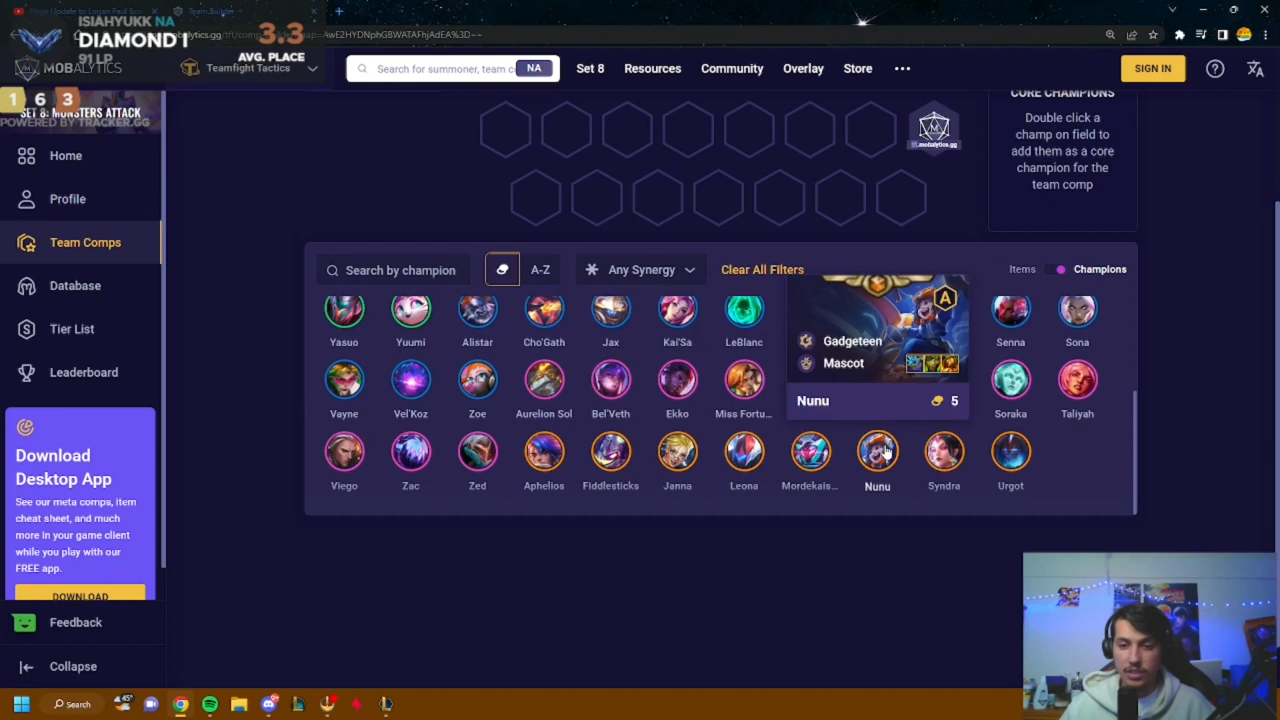 ISIAHYUKK NA
DIAMOND 1
91 LP
3.3
AVG. PLACE
1 6 3
POWERED BY TRACKER.GG
MOBALYTICS
Teamfight Tactics
Search for summoner, team c
NA
Set 8
Resources
Community
Overlay
Store
SIGN IN
SET 8: MONSTERS ATTACK
Home
Profile
Team Comps
Database
Tier List
Leaderboard
Download
Desktop App
See our meta comps, item
cheat sheet, and much
more in your game client
while you play with our
FREE app.
DOWNLOAD
Feedback
Collapse
tft.mobalytics.gg
CORE CHAMPIONS
Double click a
champ on field to
add them as a core
champion for the
team comp
Search by champion
A-Z
Any Synergy
Clear All Filters
Items
Champions
Yasuo Yuumi Alistar Cho'Gath Jax Kai'Sa LeBlanc Senna Sona
A
Gadgeteen
Mascot
Nunu 5
Vayne Vel'Koz Zoe Aurelion Sol Bel'Veth Ekko Miss Fortu... Soraka Taliyah
Viego Zac Zed Aphelios Fiddlesticks Janna Leona Mordekais... Nunu Syndra Urgot
45°
Search